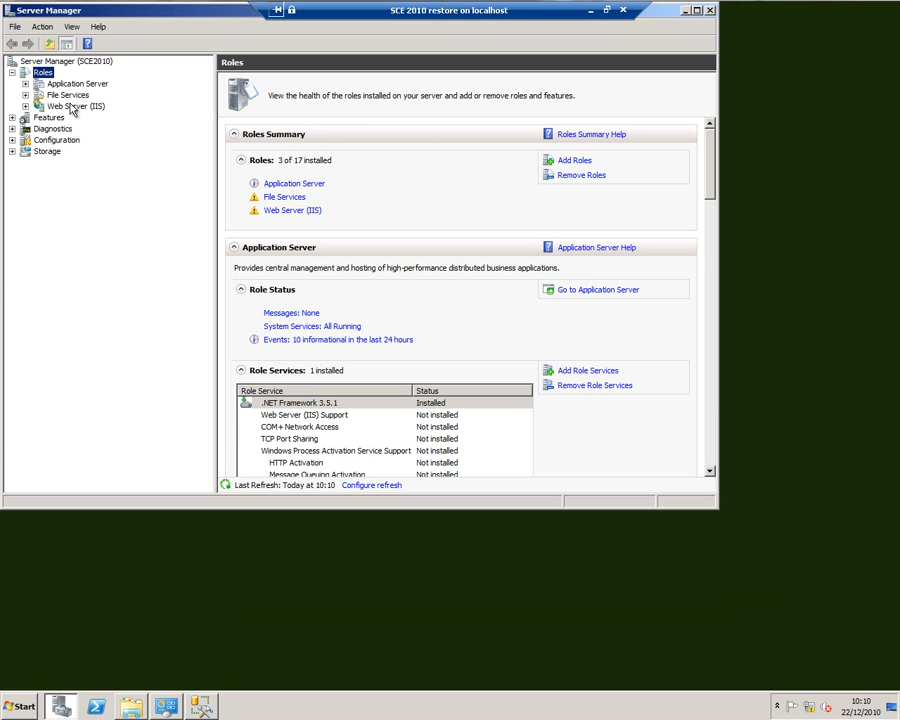 Server Manager
SCE 2010 restore on localhost
File Action View Help
Server Manager (SCE2010)
Roles
Application Server
File Services
Web Server (IIS)
Features
Diagnostics
Configuration
Storage
Roles
View the health of the roles installed on your server and add or remove roles and features.
Roles Summary
Roles Summary Help
Roles: 3 of 17 installed
Add Roles
Remove Roles
Application Server
File Services
Web Server (IIS)
Application Server
Application Server Help
Provides central management and hosting of high-performance distributed business applications.
Role Status
Go to Application Server
Messages: None
System Services: All Running
Events: 10 informational in the last 24 hours
Role Services: 1 installed
Add Role Services
Remove Role Services
Role Service Status
.NET Framework 3.5.1 Installed
Web Server (IIS) Support Not installed
COM+ Network Access Not installed
TCP Port Sharing Not installed
Windows Process Activation Service Support Not installed
HTTP Activation Not installed
Message Queuing Activation Not installed
Last Refresh: Today at 10:10 Configure refresh
Start
10:10
22/12/2010